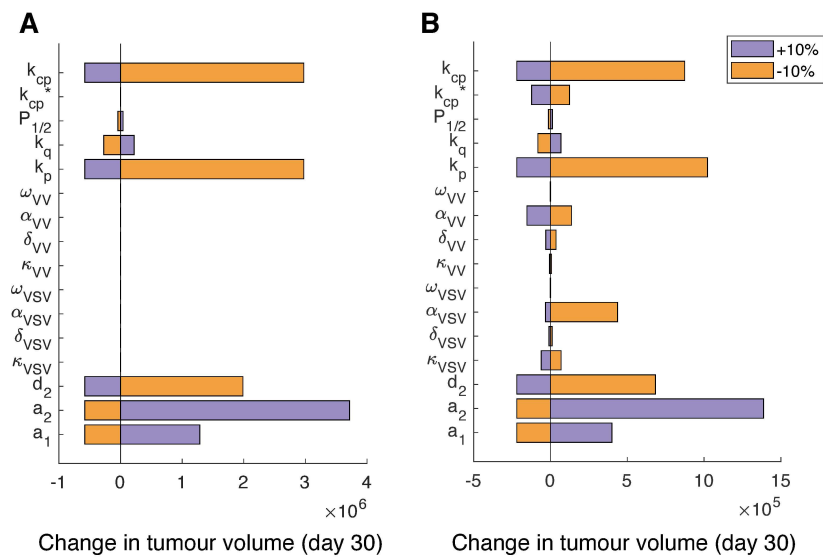 A
k_cp
k_cp*
P_1/2
k_q
k_p
ω_VV
α_VV
δ_VV
κ_VV
ω_VSV
α_VSV
δ_VSV
κ_VSV
d_2
a_2
a_1
-1 0 1 2 3 4
×10^6
Change in tumour volume (day 30)
B
+10%
-10%
k_cp
k_cp*
P_1/2
k_q
k_p
ω_VV
α_VV
δ_VV
κ_VV
ω_VSV
α_VSV
δ_VSV
κ_VSV
d_2
a_2
a_1
-5 0 5 10 15
×10^5
Change in tumour volume (day 30)